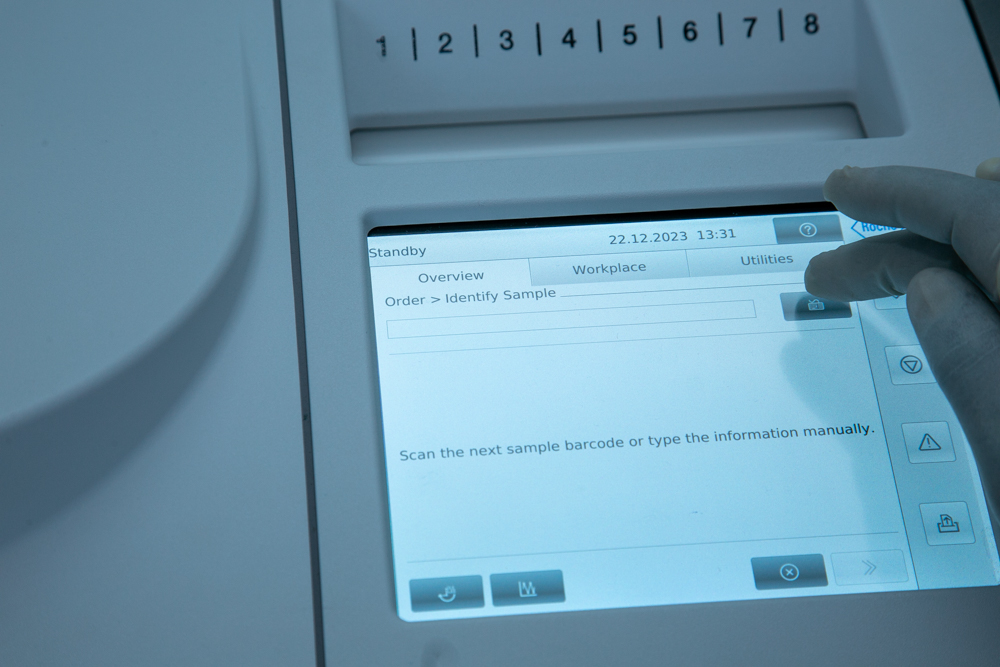 1 | 2 | 3 | 4 | 5 | 6 | 7 | 8
Standby 22.12.2023 13:31
Overview Workplace Utilities
Order > Identify Sample
Scan the next sample barcode or type the information manually.